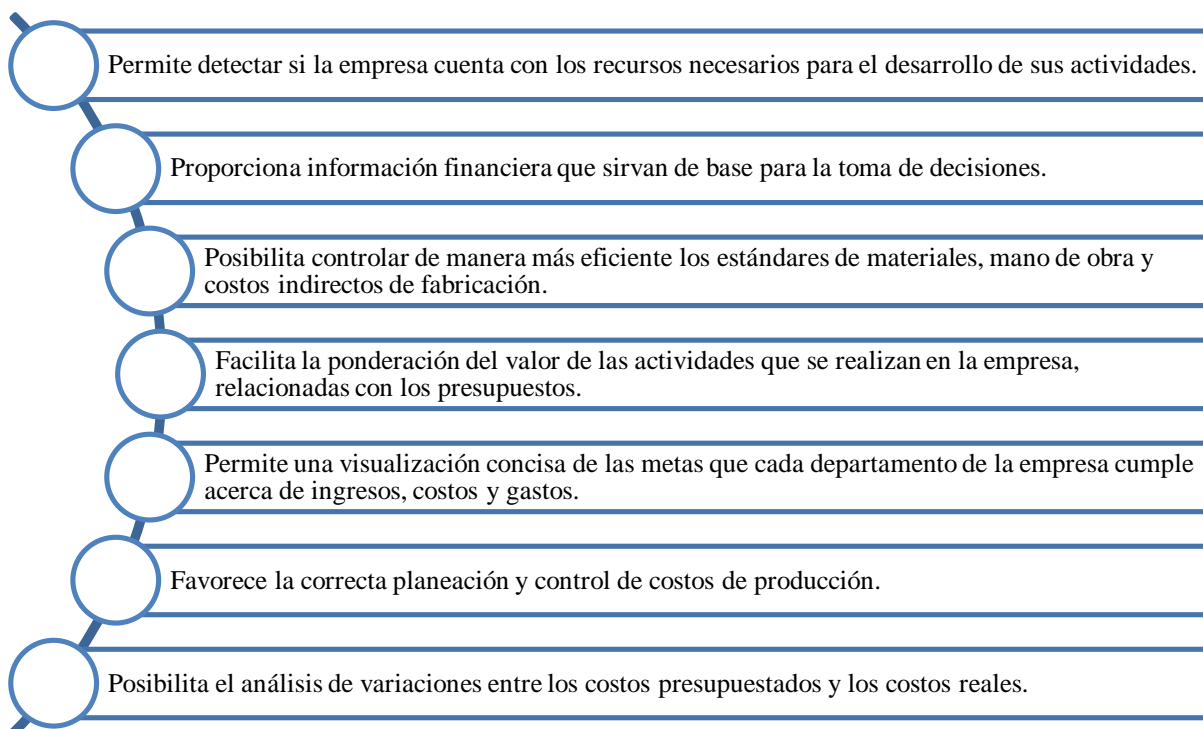 Permite detectar si la empresa cuenta con los recursos necesarios para el desarrollo de sus actividades.
Proporciona información financiera que sirvan de base para la toma de decisiones.
Posibilita controlar de manera más eficiente los estándares de materiales, mano de obra y
costos indirectos de fabricación.
Facilita la ponderación del valor de las actividades que se realizan en la empresa,
relacionadas con los presupuestos.
Permite una visualización concisa de las metas que cada departamento de la empresa cumple
acerca de ingresos, costos y gastos.
Favorece la correcta planeación y control de costos de producción.
Posibilita el análisis de variaciones entre los costos presupuestados y los costos reales.